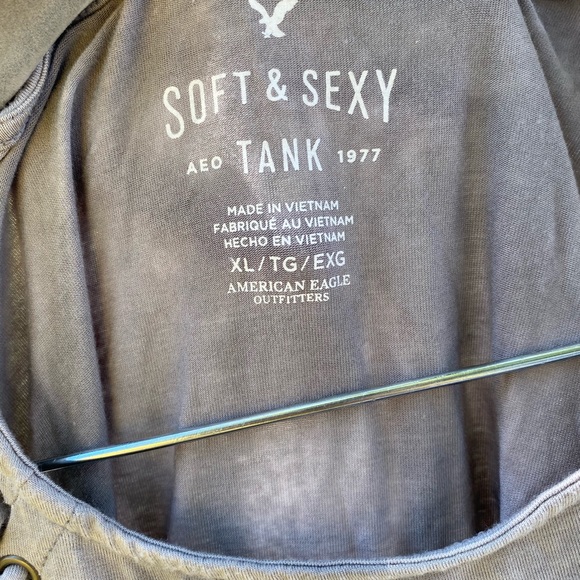 SOFT & SEXY
AEO TANK 1977
MADE IN VIETNAM
FABRIQUÉ AU VIETNAM
HECHO EN VIETNAM
XL/TG/EXG
AMERICAN EAGLE
OUTFITTERS